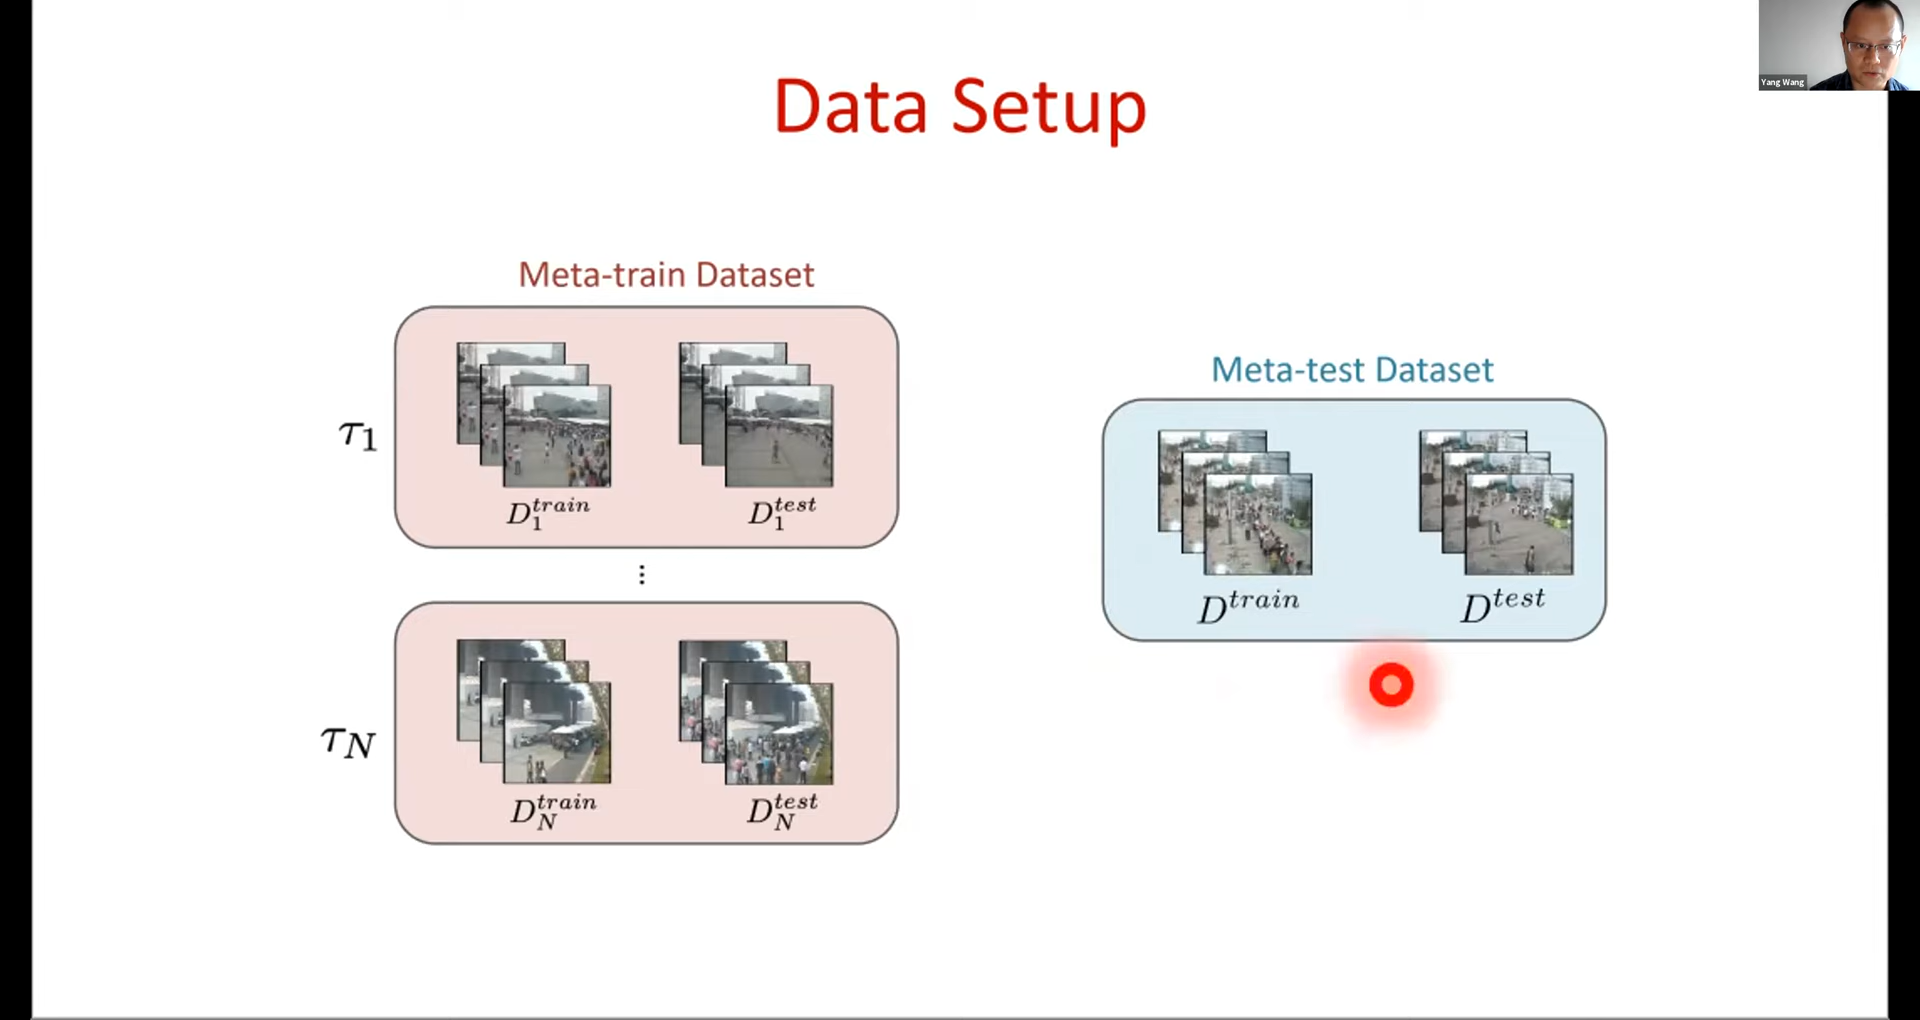 Yang Wang
Data Setup
Meta-train Dataset
τ₁
D₁^{train}
D₁^{test}
⋮
τ_N
D_N^{train}
D_N^{test}
Meta-test Dataset
D^{train}
D^{test}